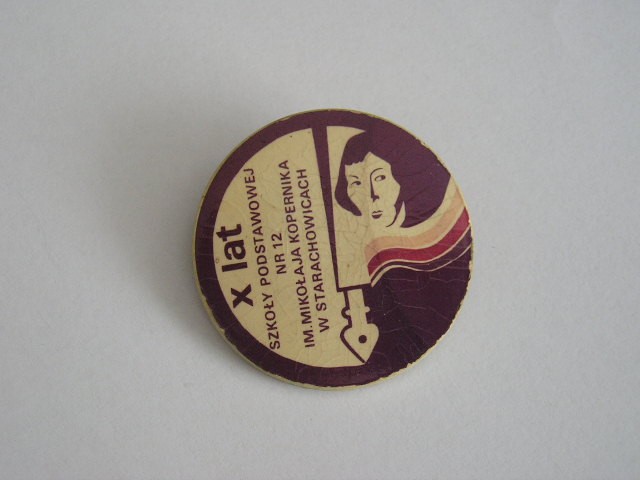 X lat
SZKOŁY PODSTAWOWEJ
NR 12
IM.MIKOŁAJA KOPERNIKA
W STARACHOWICACH